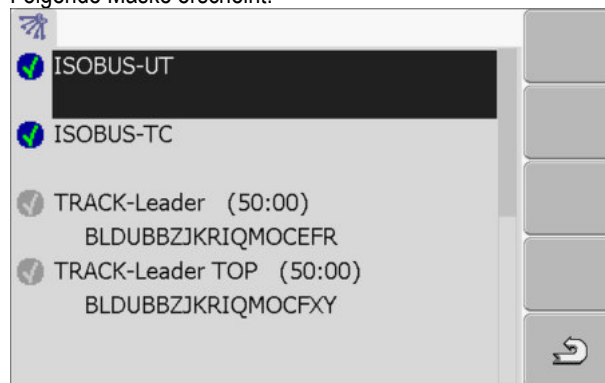 Folgende Maske erscheint:
ISOBUS-UT
ISOBUS-TC
TRACK-Leader (50:00)
BLDUBBZJKRIQMOCEFR
TRACK-Leader TOP (50:00)
BLDUBBZJKRIQMOCFXY